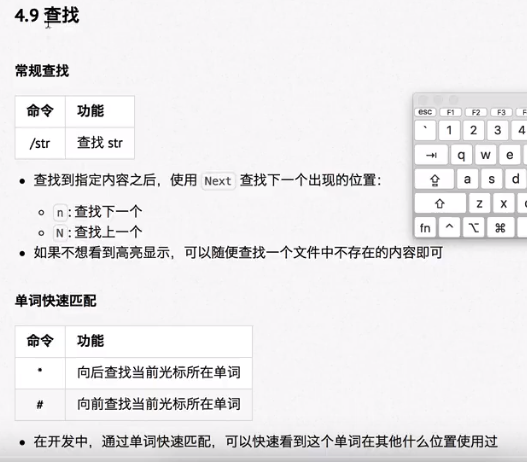 4.9 查找
常规查找
命令 功能
/str 查找 str
查找到指定内容之后，使用 Next 查找下一个出现的位置：
n: 查找下一个
N: 查找上一个
如果不想看到高亮显示，可以随便查找一个文件中不存在的内容即可
单词快速匹配
命令 功能
* 向后查找当前光标所在单词
# 向前查找当前光标所在单词
在开发中，通过单词快速匹配，可以快速看到这个单词在其他什么位置使用过
esc F1 F2 F3
` 1 2 3 4
q w e
a s d
z x
fn ^ ⌥ ⌘